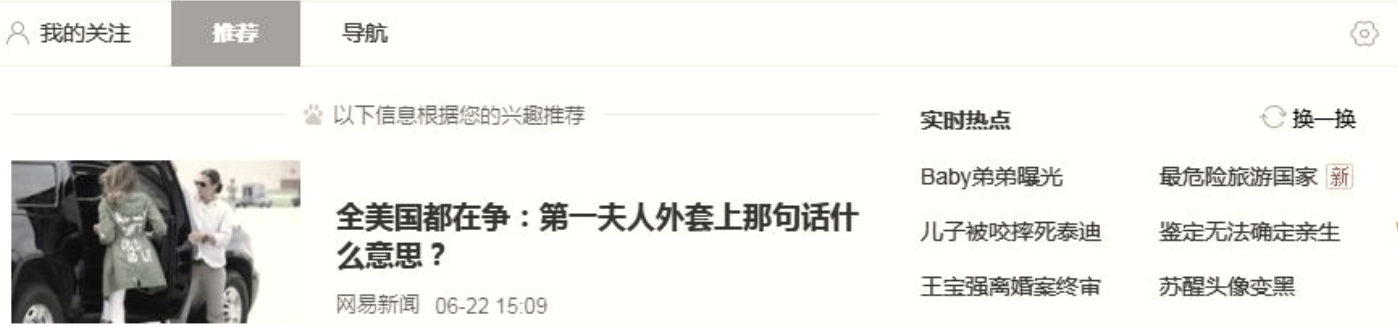 我的关注
推荐
导航
以下信息根据您的兴趣推荐
全美国都在争：第一夫人外套上那句话什
么意思？
网易新闻 06-22 15:09
实时热点 换一换
Baby弟弟曝光 最危险旅游国家 新
儿子被咬摔死泰迪 鉴定无法确定亲生
王宝强离婚案终审 苏醒头像变黑